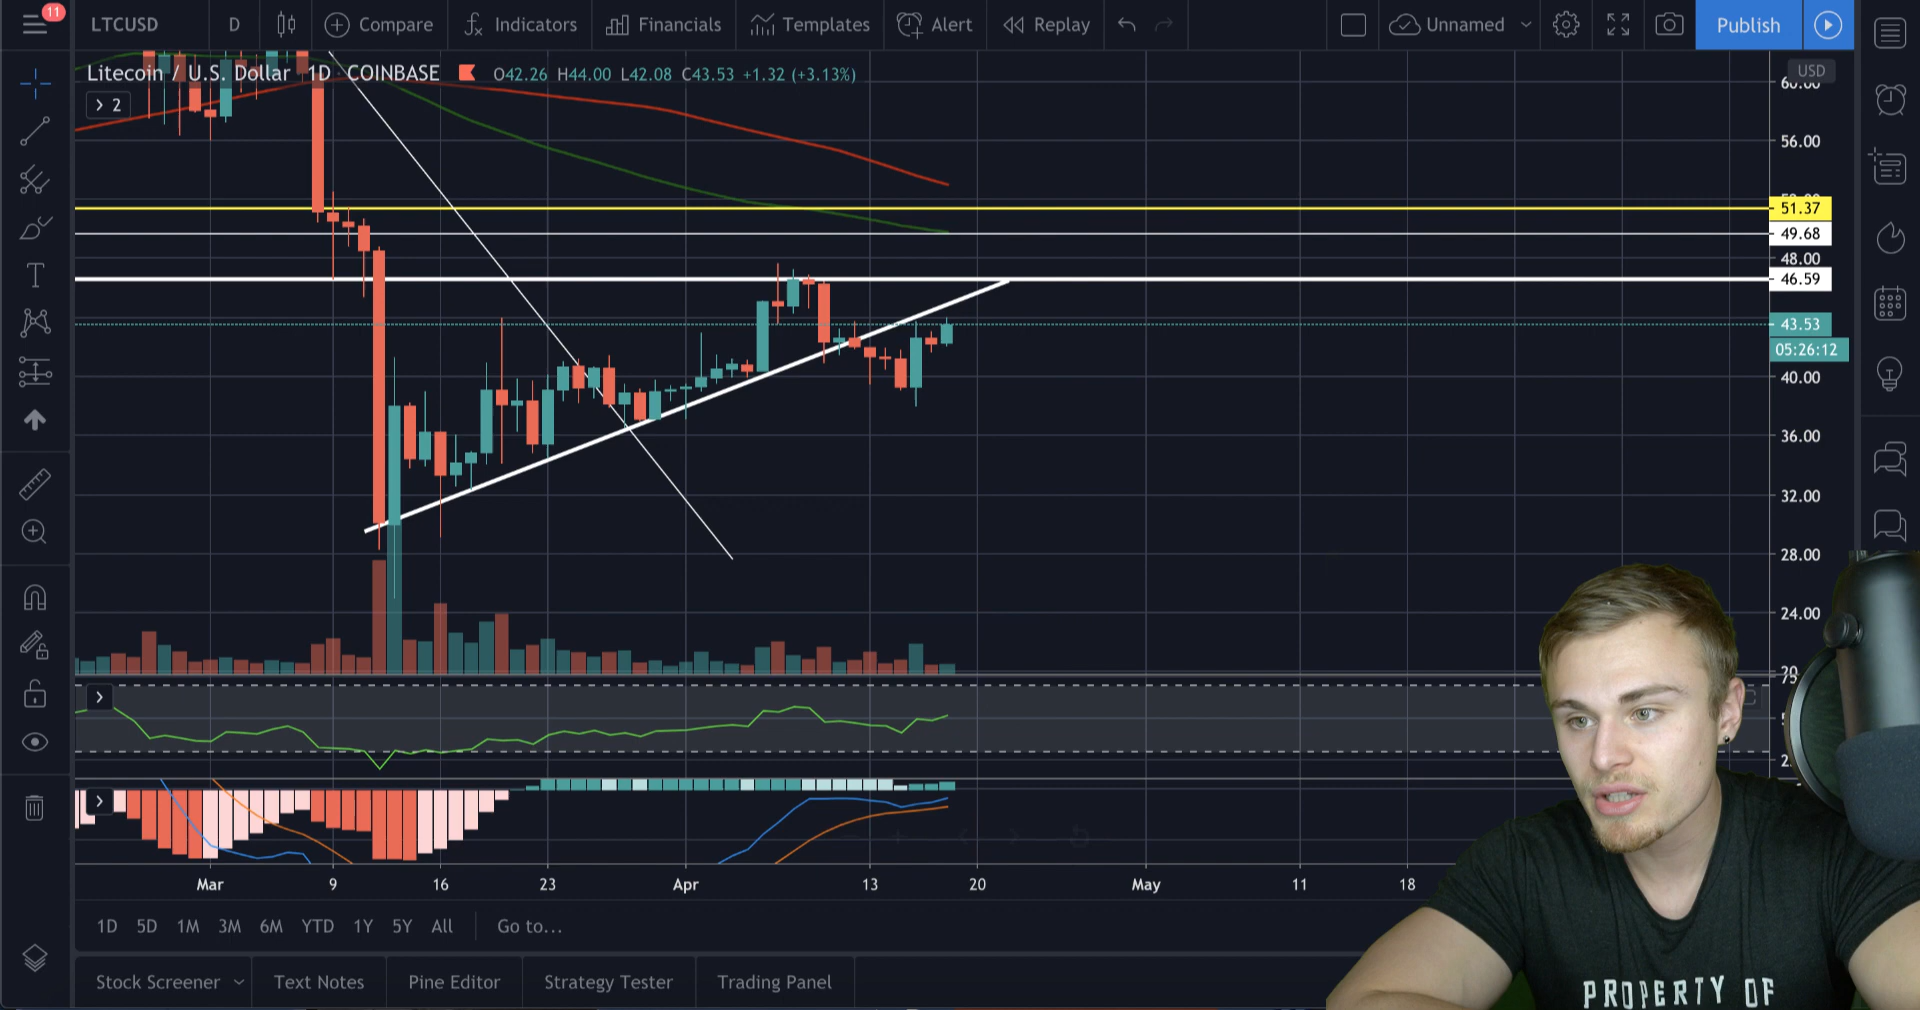 11
LTCUSD D Compare Indicators Financials Templates Alert Replay Unnamed Publish
Litecoin / U.S. Dollar 1D COINBASE O42.26 H44.00 L42.08 C43.53 +1.32 (+3.13%)
USD
2
56.00
51.37
49.68
48.00
46.59
43.53
05:26:12
40.00
36.00
32.00
28.00
24.00
Mar 9 16 23 Apr 13 20 May 11 18
1D 5D 1M 3M 6M YTD 1Y 5Y All Go to...
Stock Screener Text Notes Pine Editor Strategy Tester Trading Panel
PROPERTY OF